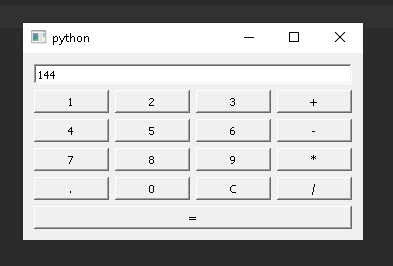 python
144
1 2 3 +
4 5 6 -
7 8 9 *
. 0 C /
=